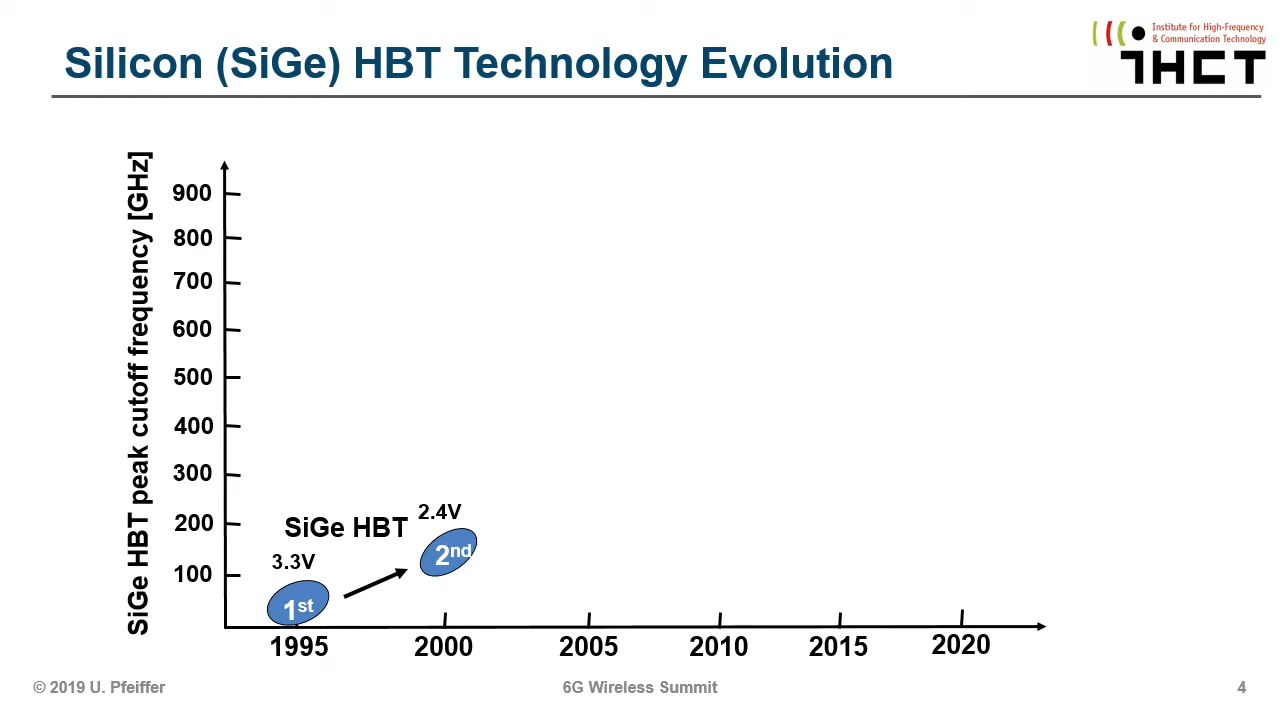 Silicon (SiGe) HBT Technology Evolution
Institute for High-Frequency
& Communication Technology
IHCT
SiGe HBT peak cutoff frequency [GHz]
900
800
700
600
500
400
300
200
100
SiGe HBT
2.4V
2nd
3.3V
1st
1995
2000
2005
2010
2015
2020
© 2019 U. Pfeiffer
6G Wireless Summit
4